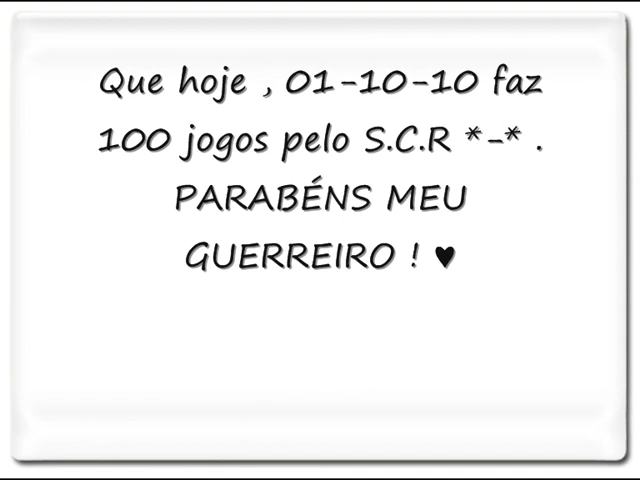 Que hoje , 01-10-10 faz
100 jogos pelo S.C.R *-* .
PARABÉNS MEU
GUERREIRO ! ♥